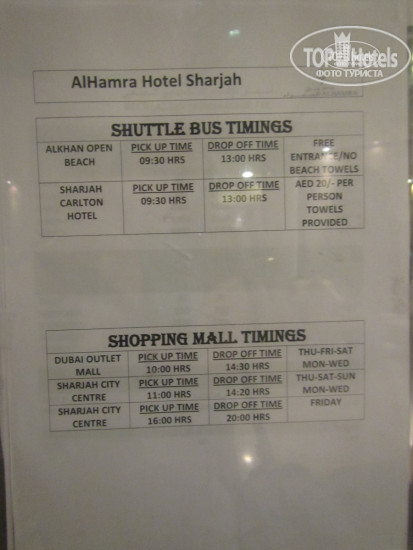 TOP Hotels
ФОТО ТУРИСТА
AlHamra Hotel Sharjah
SHUTTLE BUS TIMINGS
ALKHAN OPEN PICK UP TIME DROP OFF TIME FREE
BEACH 09:30 HRS 13:00 HRS ENTRANCE/NO
BEACH TOWELS
SHARJAH PICK UP TIME DROP OFF TIME AED 20/- PER
CARLTON 09:30 HRS 13:00 HRS PERSON
HOTEL TOWELS
PROVIDED
SHOPPING MALL TIMINGS
DUBAI OUTLET PICK UP TIME DROP OFF TIME THU-FRI-SAT
MALL 10:00 HRS 14:30 HRS MON-WED
SHARJAH CITY PICK UP TIME DROP OFF TIME THU-SAT-SUN
CENTRE 11:00 HRS 14:20 HRS MON-WED
SHARJAH CITY PICK UP TIME DROP OFF TIME FRIDAY
CENTRE 16:00 HRS 20:00 HRS